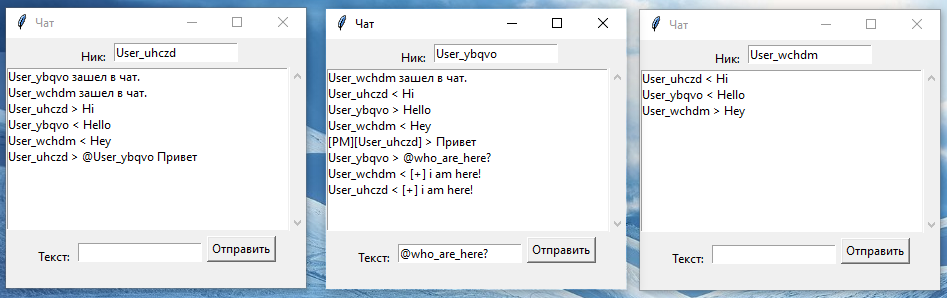 Чат
Ник: User_uhczd
User_ybqvo зашел в чат.
User_wchdm зашел в чат.
User_uhczd > Hi
User_ybqvo < Hello
User_wchdm < Hey
User_uhczd > @User_ybqvo Привет
Текст:
Отправить
Чат
Ник: User_ybqvo
User_wchdm зашел в чат.
User_uhczd < Hi
User_ybqvo > Hello
User_wchdm < Hey
[PM][User_uhczd] > Привет
User_ybqvo > @who_are_here?
User_wchdm < [+] i am here!
User_uhczd < [+] i am here!
Текст: @who_are_here?
Отправить
Чат
Ник: User_wchdm
User_uhczd < Hi
User_ybqvo < Hello
User_wchdm > Hey
Текст:
Отправить